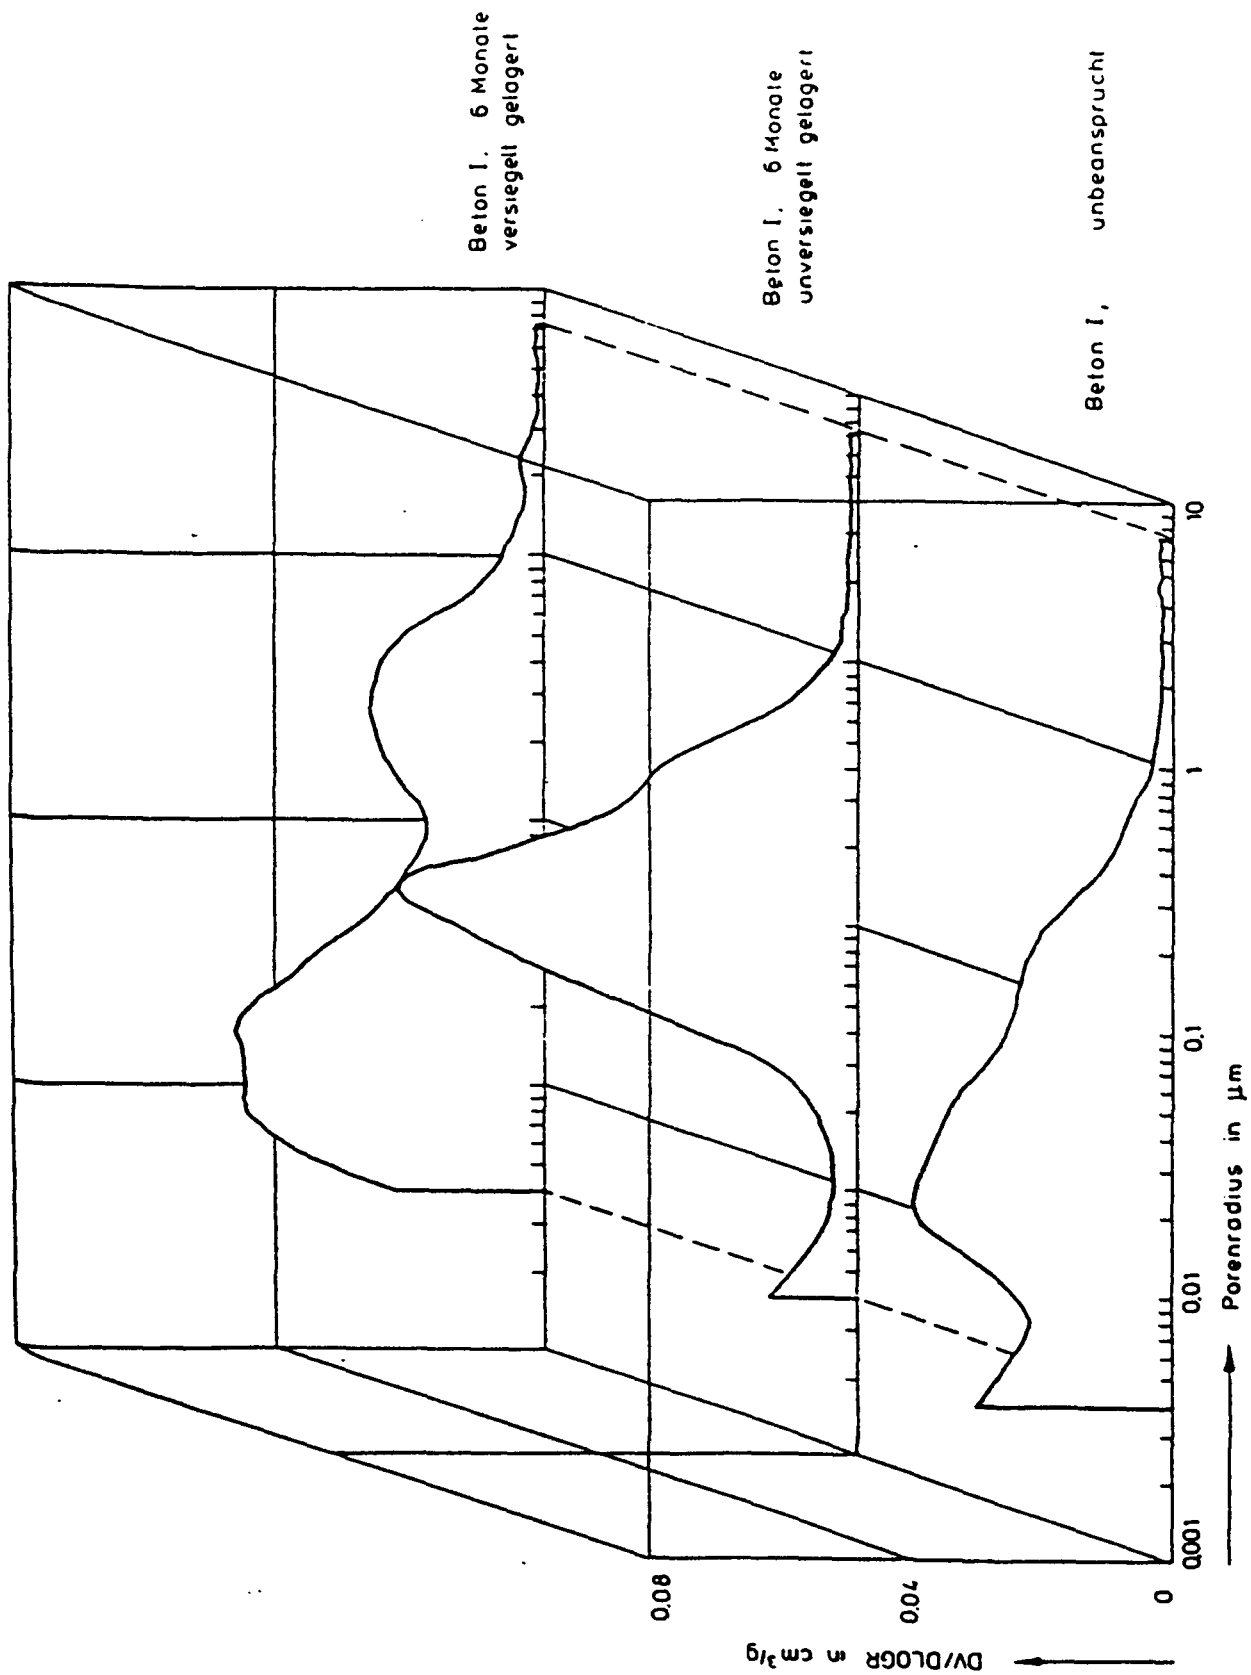 Beton I, 6 Monate
versiegelt gelagert
Beton I, 6 Monate
unversiegelt gelagert
Beton I, unbeansprucht
DV/DLOGR in cm³/g
0.08
0.04
0
0.001
0.01
0.1
1
10
Porenradius in µm